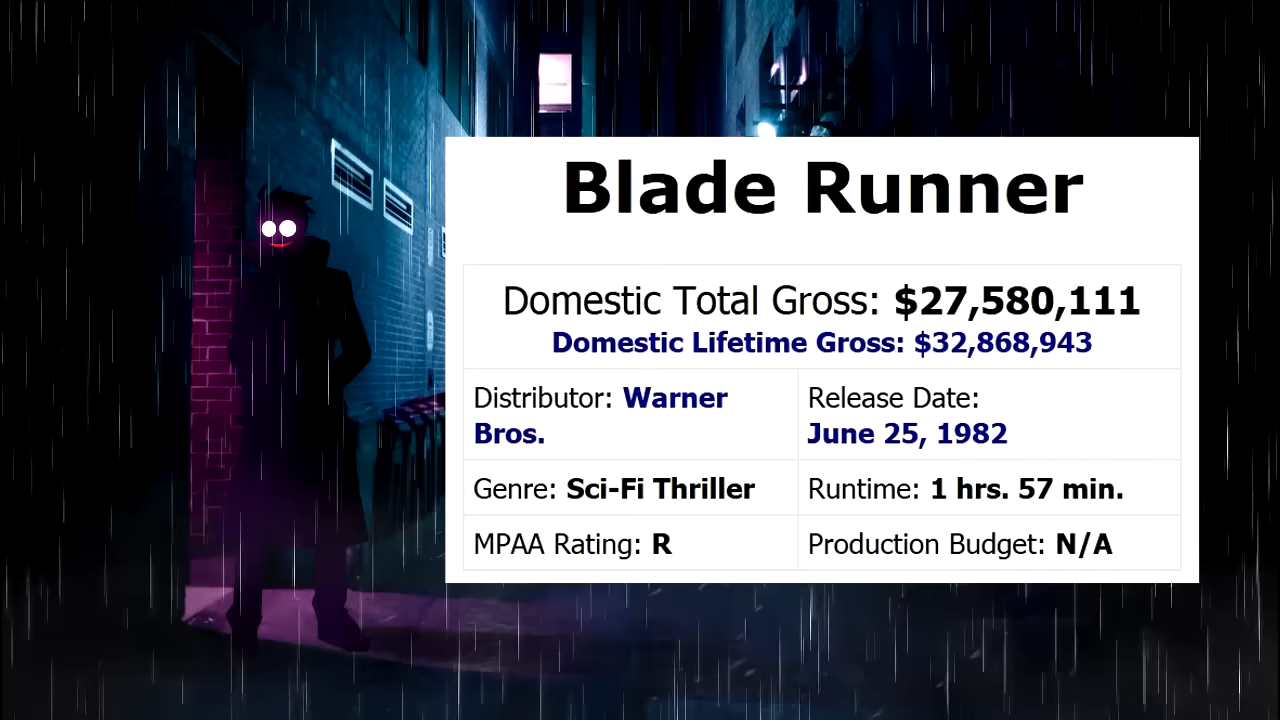 Blade Runner
Domestic Total Gross: $27,580,111
Domestic Lifetime Gross: $32,868,943
Distributor: Warner
Bros.
Release Date:
June 25, 1982
Genre: Sci-Fi Thriller
Runtime: 1 hrs. 57 min.
MPAA Rating: R
Production Budget: N/A